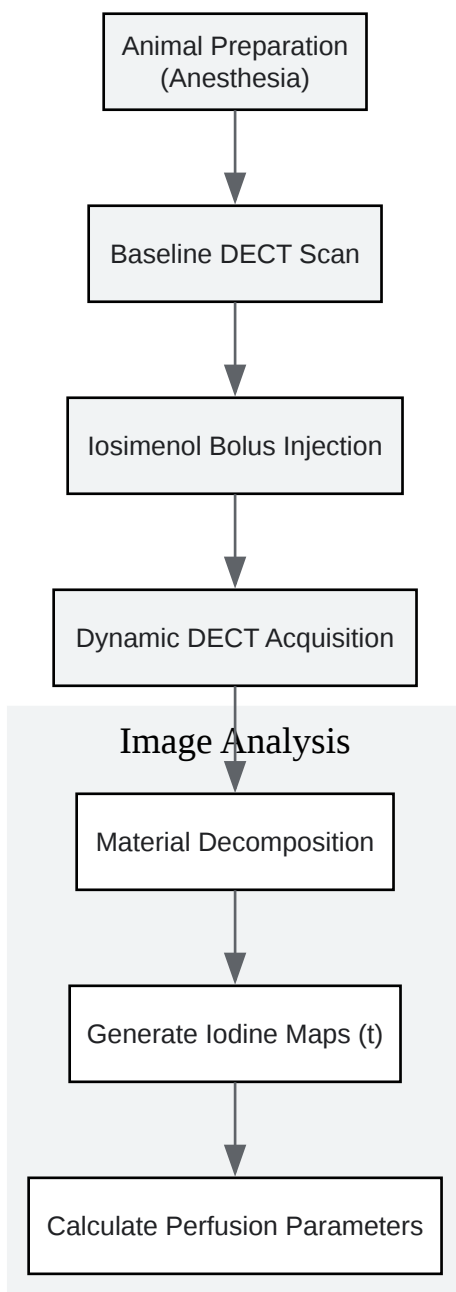 Animal Preparation
(Anesthesia)
Baseline DECT Scan
Iosimenol Bolus Injection
Dynamic DECT Acquisition
Image Analysis
Material Decomposition
Generate Iodine Maps (t)
Calculate Perfusion Parameters